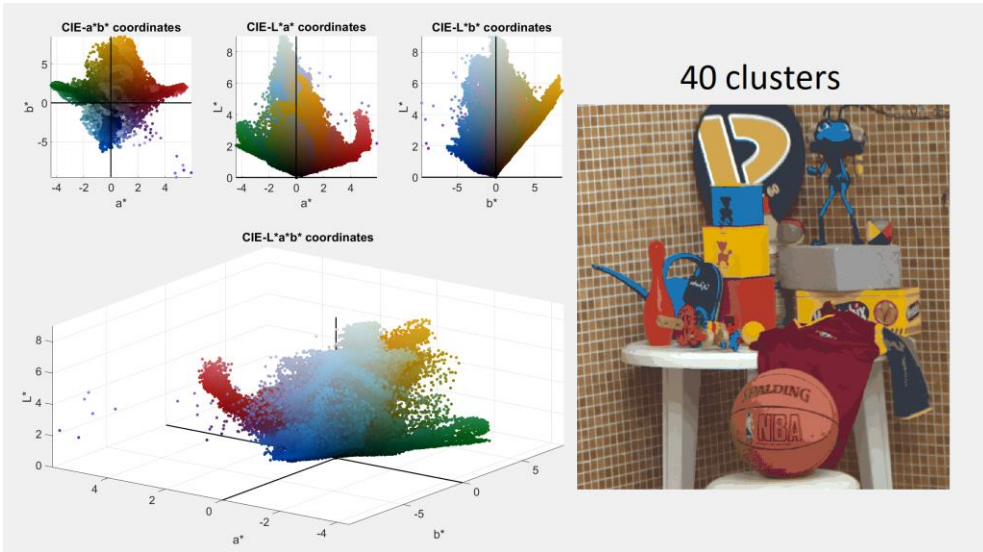 CIE-a*b* coordinates
CIE-L*a* coordinates
CIE-L*b* coordinates
5
0
-5
b*
-4 -2 0 2 4
a*
8
6
4
2
0
L*
-4 -2 0 2 4
a*
8
6
4
2
0
L*
-5 0 5
b*
40 clusters
CIE-L*a*b* coordinates
8
6
4
2
0
L*
4
2
0
-2
-4
a*
-5
0
5
b*
60
SPALDING
NBA